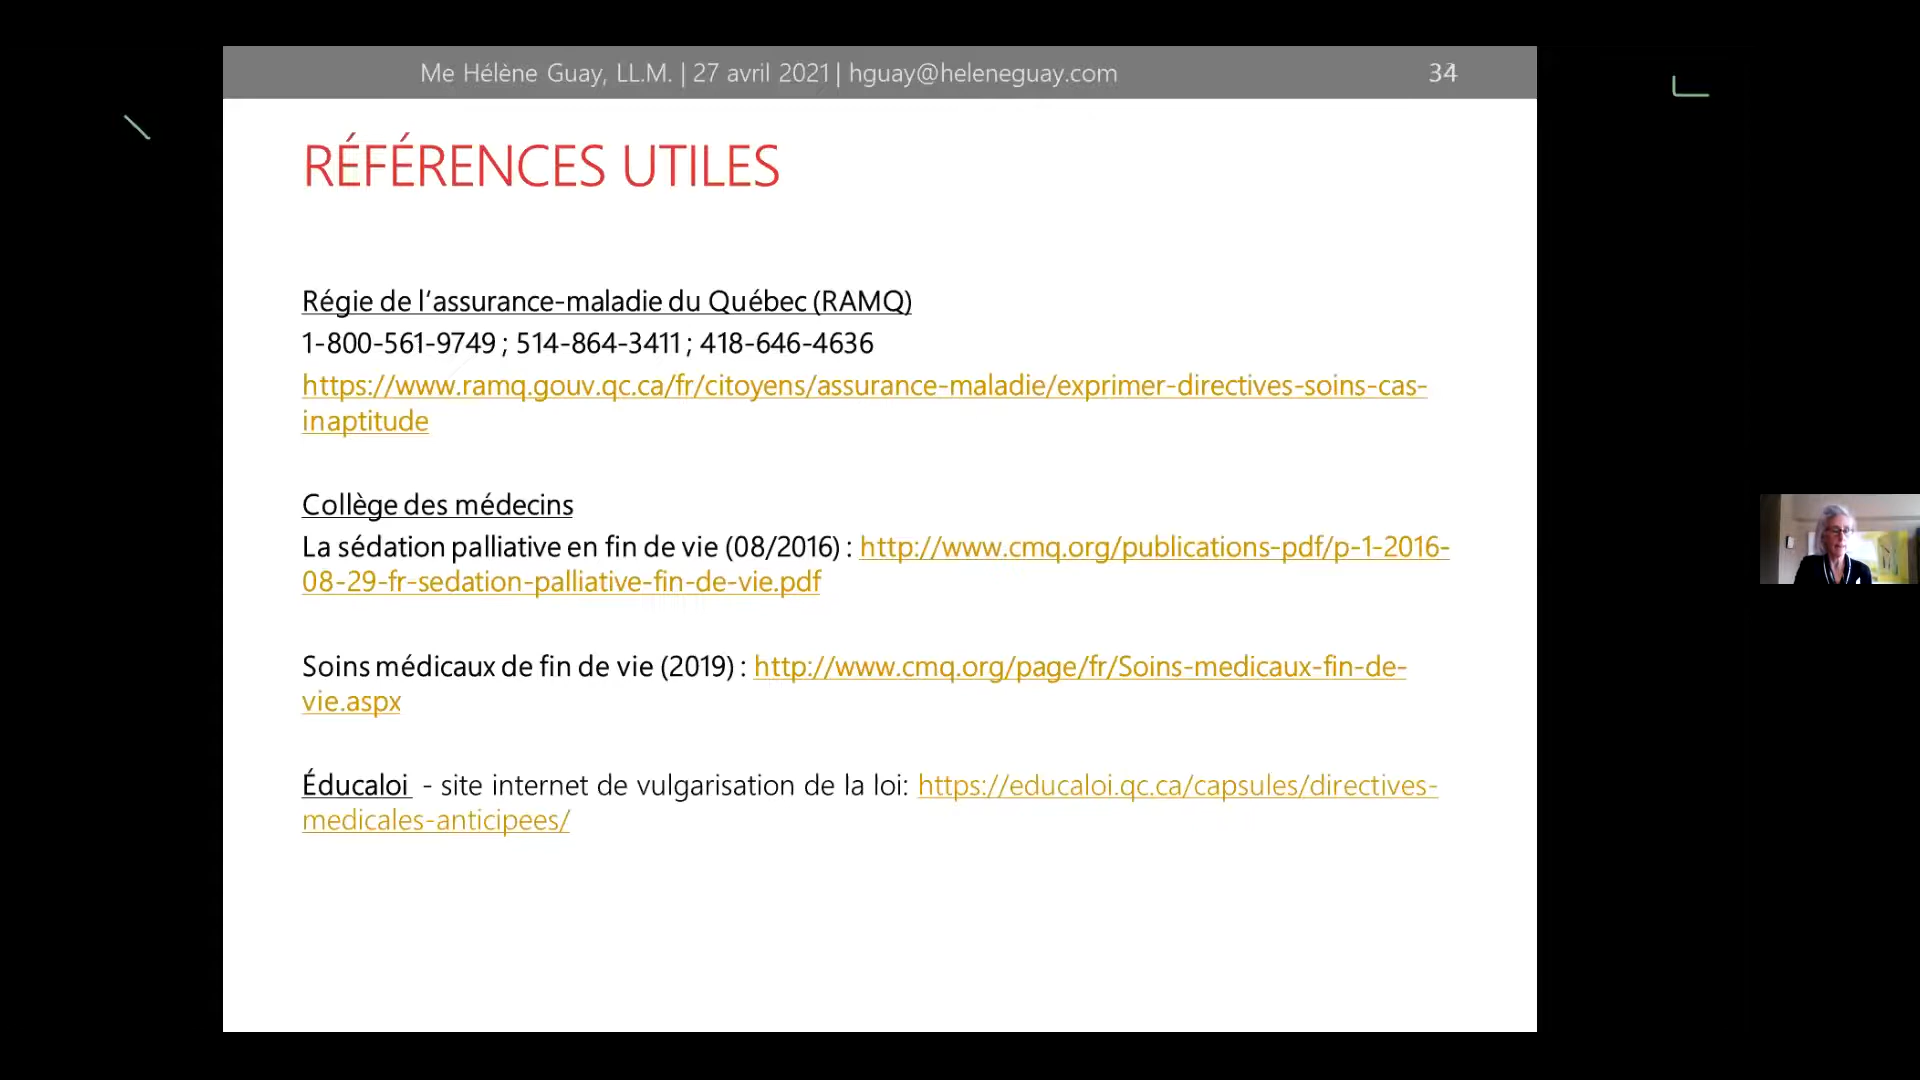 Me Hélène Guay, LL.M. | 27 avril 2021 | hguay@heleneguay.com 34
RÉFÉRENCES UTILES
Régie de l’assurance-maladie du Québec (RAMQ)
1-800-561-9749 ; 514-864-3411 ; 418-646-4636
https://www.ramq.gouv.qc.ca/fr/citoyens/assurance-maladie/exprimer-directives-soins-cas-
inaptitude
Collège des médecins
La sédation palliative en fin de vie (08/2016) : http://www.cmq.org/publications-pdf/p-1-2016-
08-29-fr-sedation-palliative-fin-de-vie.pdf
Soins médicaux de fin de vie (2019) : http://www.cmq.org/page/fr/Soins-medicaux-fin-de-
vie.aspx
Éducaloi - site internet de vulgarisation de la loi: https://educaloi.qc.ca/capsules/directives-
medicales-anticipees/